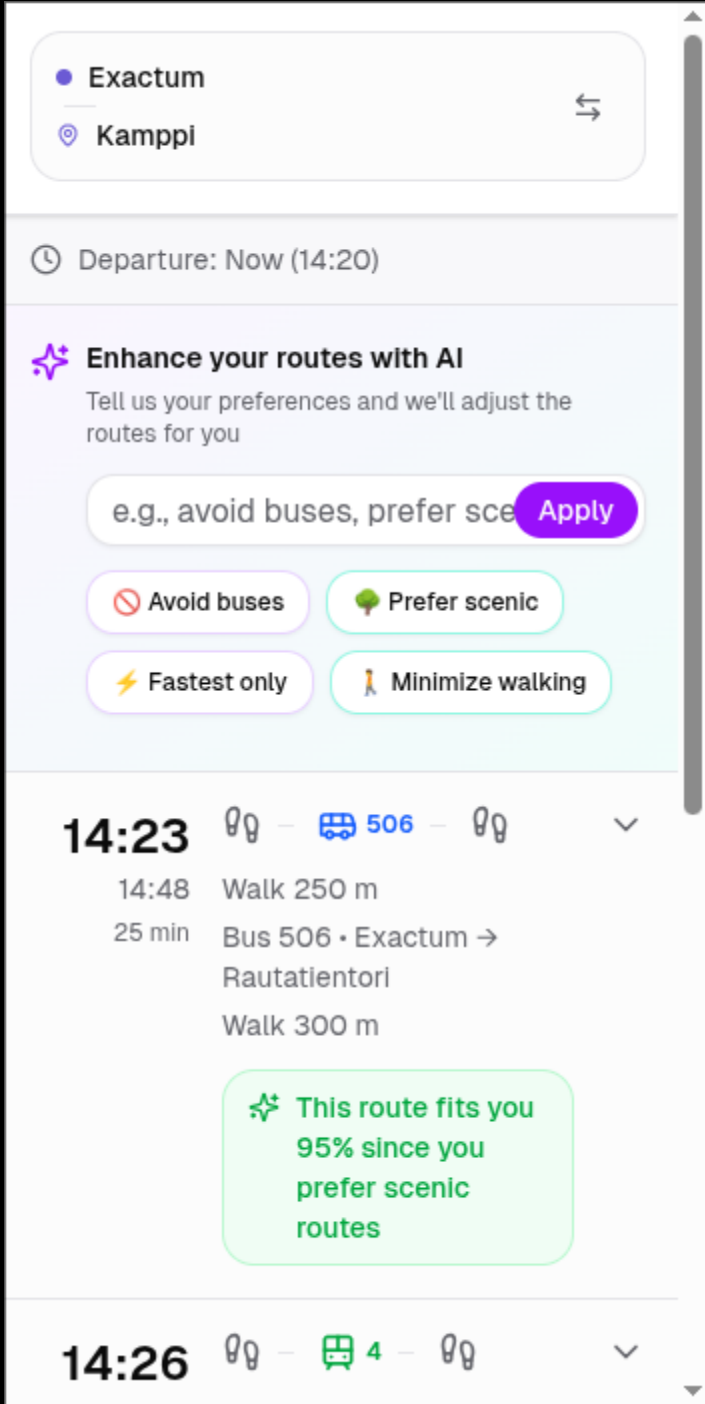 Exactum
Kamppi
Departure: Now (14:20)
Enhance your routes with AI
Tell us your preferences and we'll adjust the
routes for you
e.g., avoid buses, prefer sce
Apply
🚫 Avoid buses
🌳 Prefer scenic
⚡ Fastest only
🚶 Minimize walking
14:23
506
14:48
Walk 250 m
25 min
Bus 506 • Exactum →
Rautatientori
Walk 300 m
This route fits you
95% since you
prefer scenic
routes
14:26
4